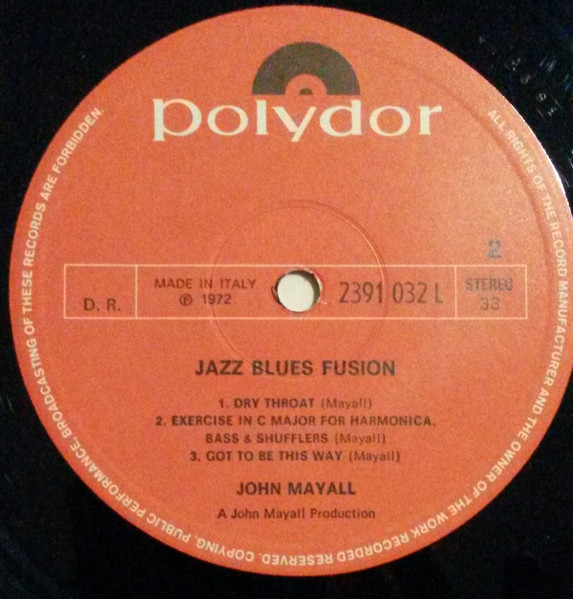 polydor
ALL RIGHTS OF THE RECORD MANUFACTURER AND THE OWNER OF THE WORK RECORDED RESERVED. COPYING, PUBLIC PERFORMANCE, BROADCASTING OF THESE RECORDS ARE FORBIDDEN.
2
D. R.
MADE IN ITALY
℗ 1972
2391 032 L
STEREO
33
JAZZ BLUES FUSION
1. DRY THROAT (Mayall)
2. EXERCISE IN C MAJOR FOR HARMONICA,
BASS & SHUFFLERS (Mayall)
3. GOT TO BE THIS WAY (Mayall)
JOHN MAYALL
A John Mayall Production